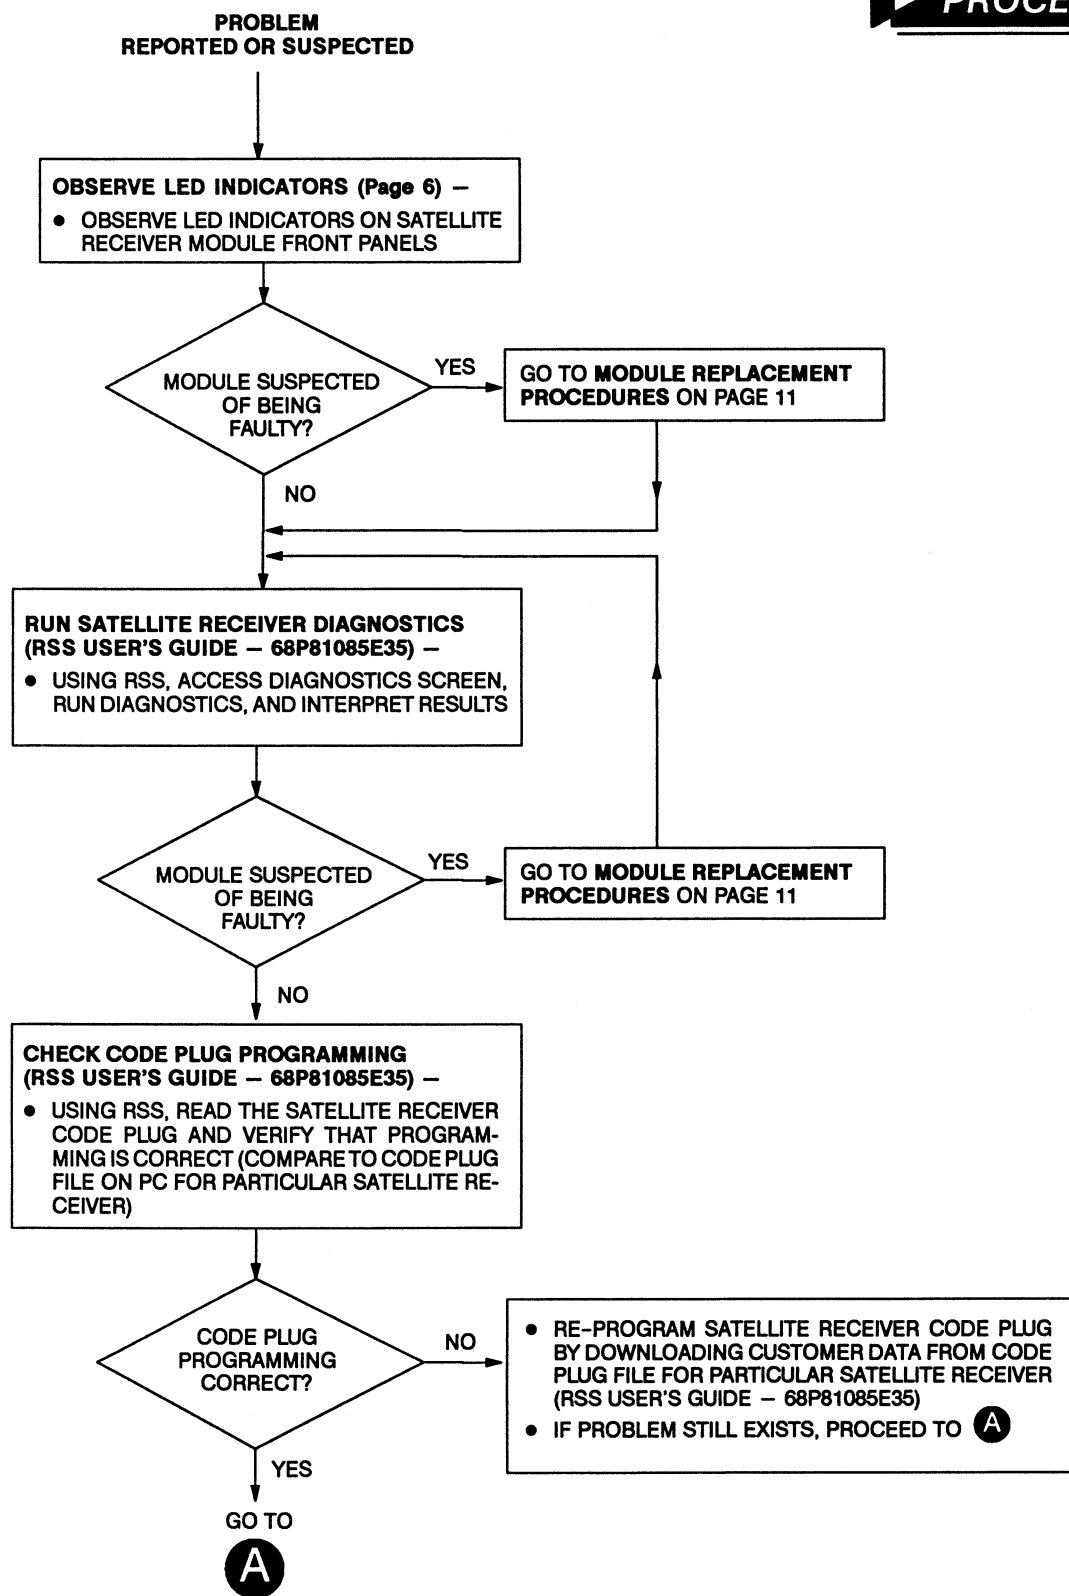 PROBLEM
REPORTED OR SUSPECTED
OBSERVE LED INDICATORS (Page 6) –
● OBSERVE LED INDICATORS ON SATELLITE
RECEIVER MODULE FRONT PANELS
MODULE SUSPECTED
OF BEING
FAULTY?
YES
GO TO MODULE REPLACEMENT
PROCEDURES ON PAGE 11
NO
RUN SATELLITE RECEIVER DIAGNOSTICS
(RSS USER'S GUIDE – 68P81085E35) –
● USING RSS, ACCESS DIAGNOSTICS SCREEN,
RUN DIAGNOSTICS, AND INTERPRET RESULTS
MODULE SUSPECTED
OF BEING
FAULTY?
YES
GO TO MODULE REPLACEMENT
PROCEDURES ON PAGE 11
NO
CHECK CODE PLUG PROGRAMMING
(RSS USER'S GUIDE – 68P81085E35) –
● USING RSS, READ THE SATELLITE RECEIVER
CODE PLUG AND VERIFY THAT PROGRAM-
MING IS CORRECT (COMPARE TO CODE PLUG
FILE ON PC FOR PARTICULAR SATELLITE RE-
CEIVER)
CODE PLUG
PROGRAMMING
CORRECT?
NO
● RE-PROGRAM SATELLITE RECEIVER CODE PLUG
BY DOWNLOADING CUSTOMER DATA FROM CODE
PLUG FILE FOR PARTICULAR SATELLITE RECEIVER
(RSS USER'S GUIDE – 68P81085E35)
● IF PROBLEM STILL EXISTS, PROCEED TO A
YES
GO TO
A